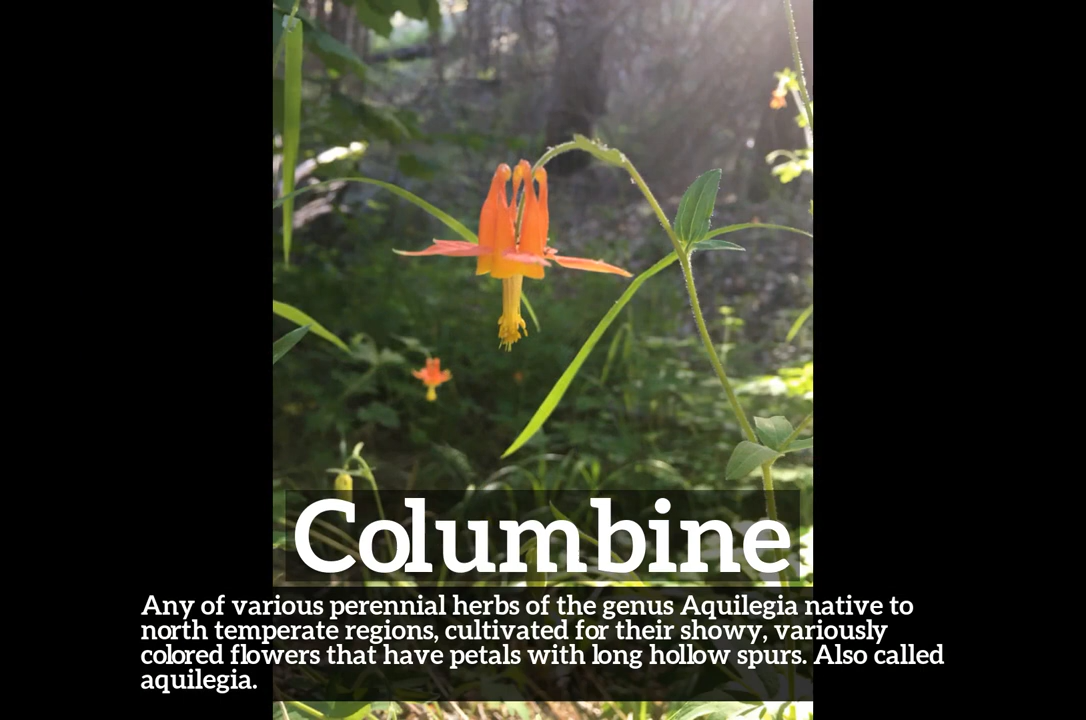 Columbine
Any of various perennial herbs of the genus Aquilegia native to
north temperate regions, cultivated for their showy, variously
colored flowers that have petals with long hollow spurs. Also called
aquilegia.